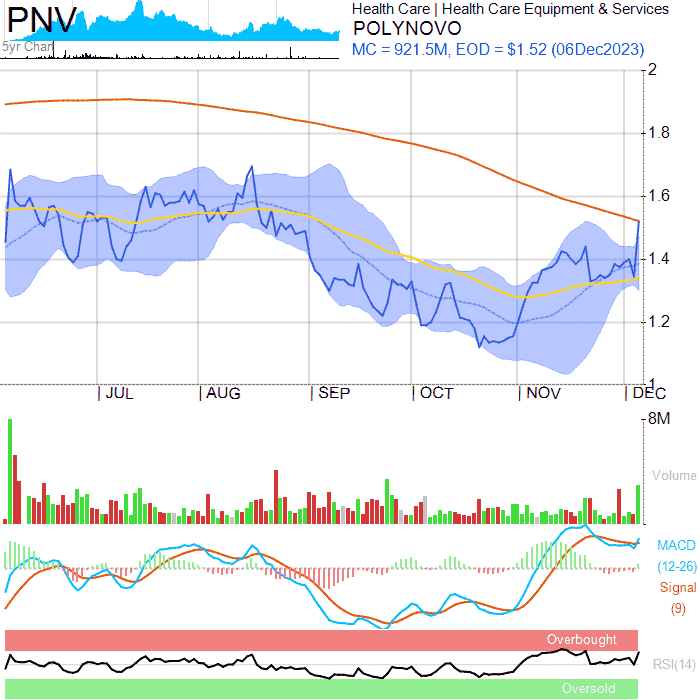 PNV
5yr Chart
Health Care | Health Care Equipment & Services
POLYNOVO
MC = 921.5M, EOD = $1.52 (06Dec2023)
2
1.8
1.6
1.4
1.2
1
JUL AUG SEP OCT NOV DEC
8M
Volume
MACD
(12-26)
Signal
(9)
Overbought
RSI(14)
Oversold